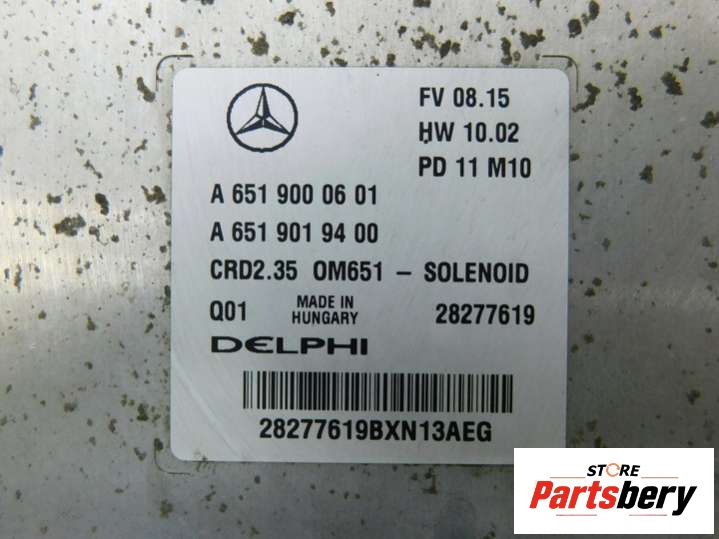 FV 08.15
HW 10.02
PD 11 M10
A 651 900 06 01
A 651 901 94 00
CRD2.35 OM651 – SOLENOID
Q01 MADE IN HUNGARY 28277619
DELPHI
28277619BXN13AEG
STORE
Partsbery